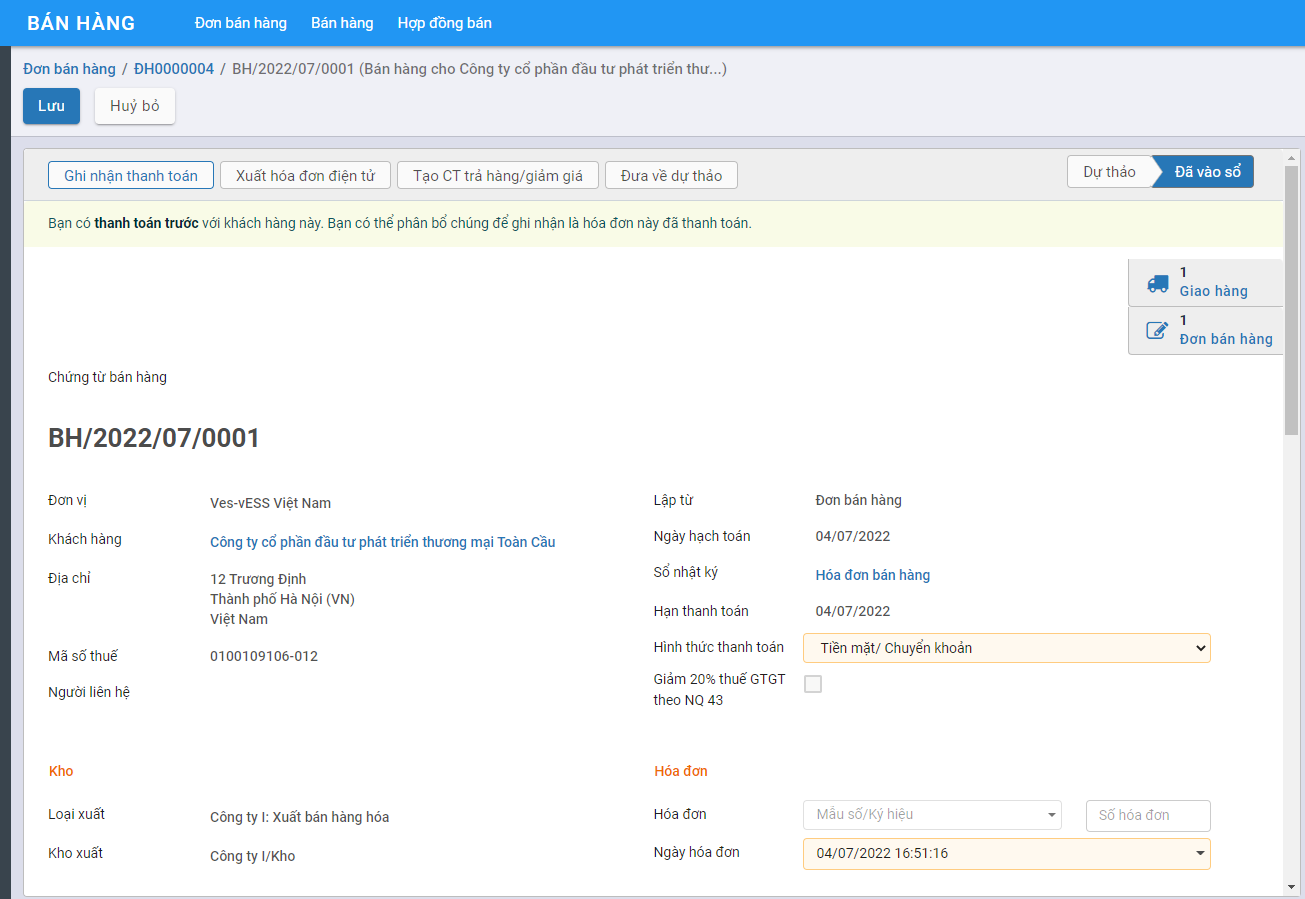 BÁN HÀNG Đơn bán hàng Bán hàng Hợp đồng bán
Đơn bán hàng / ĐH0000004 / BH/2022/07/0001 (Bán hàng cho Công ty cổ phần đầu tư phát triển thư...)
Lưu Huỷ bỏ
Ghi nhận thanh toán Xuất hóa đơn điện tử Tạo CT trả hàng/giảm giá Đưa về dự thảo Dự thảo Đã vào sổ
Bạn có thanh toán trước với khách hàng này. Bạn có thể phân bổ chúng để ghi nhận là hóa đơn này đã thanh toán.
1
Giao hàng
1
Đơn bán hàng
Chứng từ bán hàng
BH/2022/07/0001
Đơn vị Ves-vESS Việt Nam
Khách hàng Công ty cổ phần đầu tư phát triển thương mại Toàn Cầu
Địa chỉ 12 Trương Định
Thành phố Hà Nội (VN)
Việt Nam
Mã số thuế 0100109106-012
Người liên hệ
Lập từ Đơn bán hàng
Ngày hạch toán 04/07/2022
Sổ nhật ký Hóa đơn bán hàng
Hạn thanh toán 04/07/2022
Hình thức thanh toán Tiền mặt/ Chuyển khoản
Giảm 20% thuế GTGT
theo NQ 43
Kho
Loại xuất Công ty I: Xuất bán hàng hóa
Kho xuất Công ty I/Kho
Hóa đơn
Hóa đơn Mẫu số/Ký hiệu Số hóa đơn
Ngày hóa đơn 04/07/2022 16:51:16